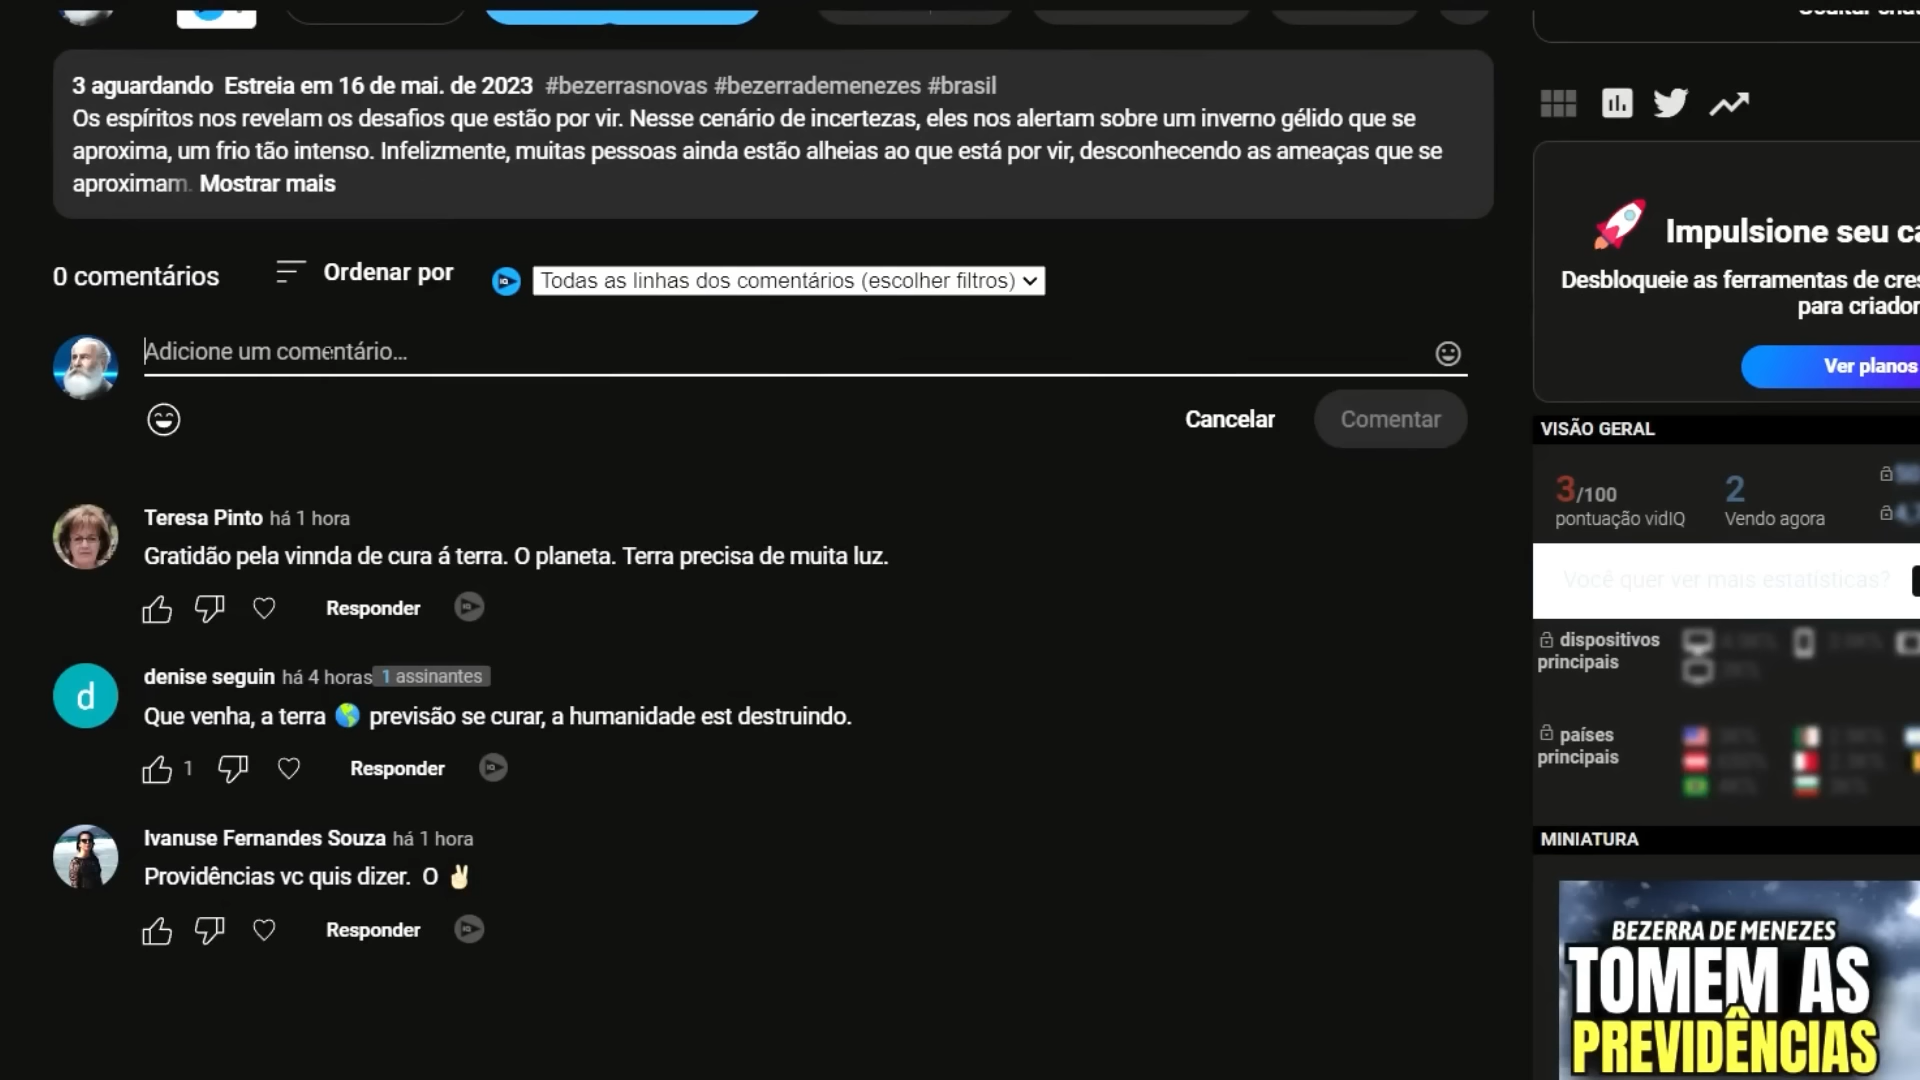 3 aguardando Estreia em 16 de mai. de 2023 #bezerrasnovas #bezerrademenezes #brasil
Os espíritos nos revelam os desafios que estão por vir. Nesse cenário de incertezas, eles nos alertam sobre um inverno gélido que se
aproxima, um frio tão intenso. Infelizmente, muitas pessoas ainda estão alheias ao que está por vir, desconhecendo as ameaças que se
aproximam. Mostrar mais
0 comentários
Ordenar por
Todas as linhas dos comentários (escolher filtros)
Adicione um comentário...
Cancelar
Comentar
Teresa Pinto há 1 hora
Gratidão pela vinnda de cura á terra. O planeta. Terra precisa de muita luz.
Responder
d
denise seguin há 4 horas 1 assinantes
Que venha, a terra 🌎 previsão se curar, a humanidade est destruindo.
1
Responder
Ivanuse Fernandes Souza há 1 hora
Providências vc quis dizer. O ✌🏻
Responder
Impulsione seu
Desbloqueie as ferramentas de
para
Ver planos
VISÃO GERAL
3/100
pontuação vidIQ
2
Vendo agora
Você quer ver mais estatísticas?
dispositivos
principais
países
principais
MINIATURA
BEZERRA DE MENEZES
TOMEM AS
PREVIDÊNCIAS